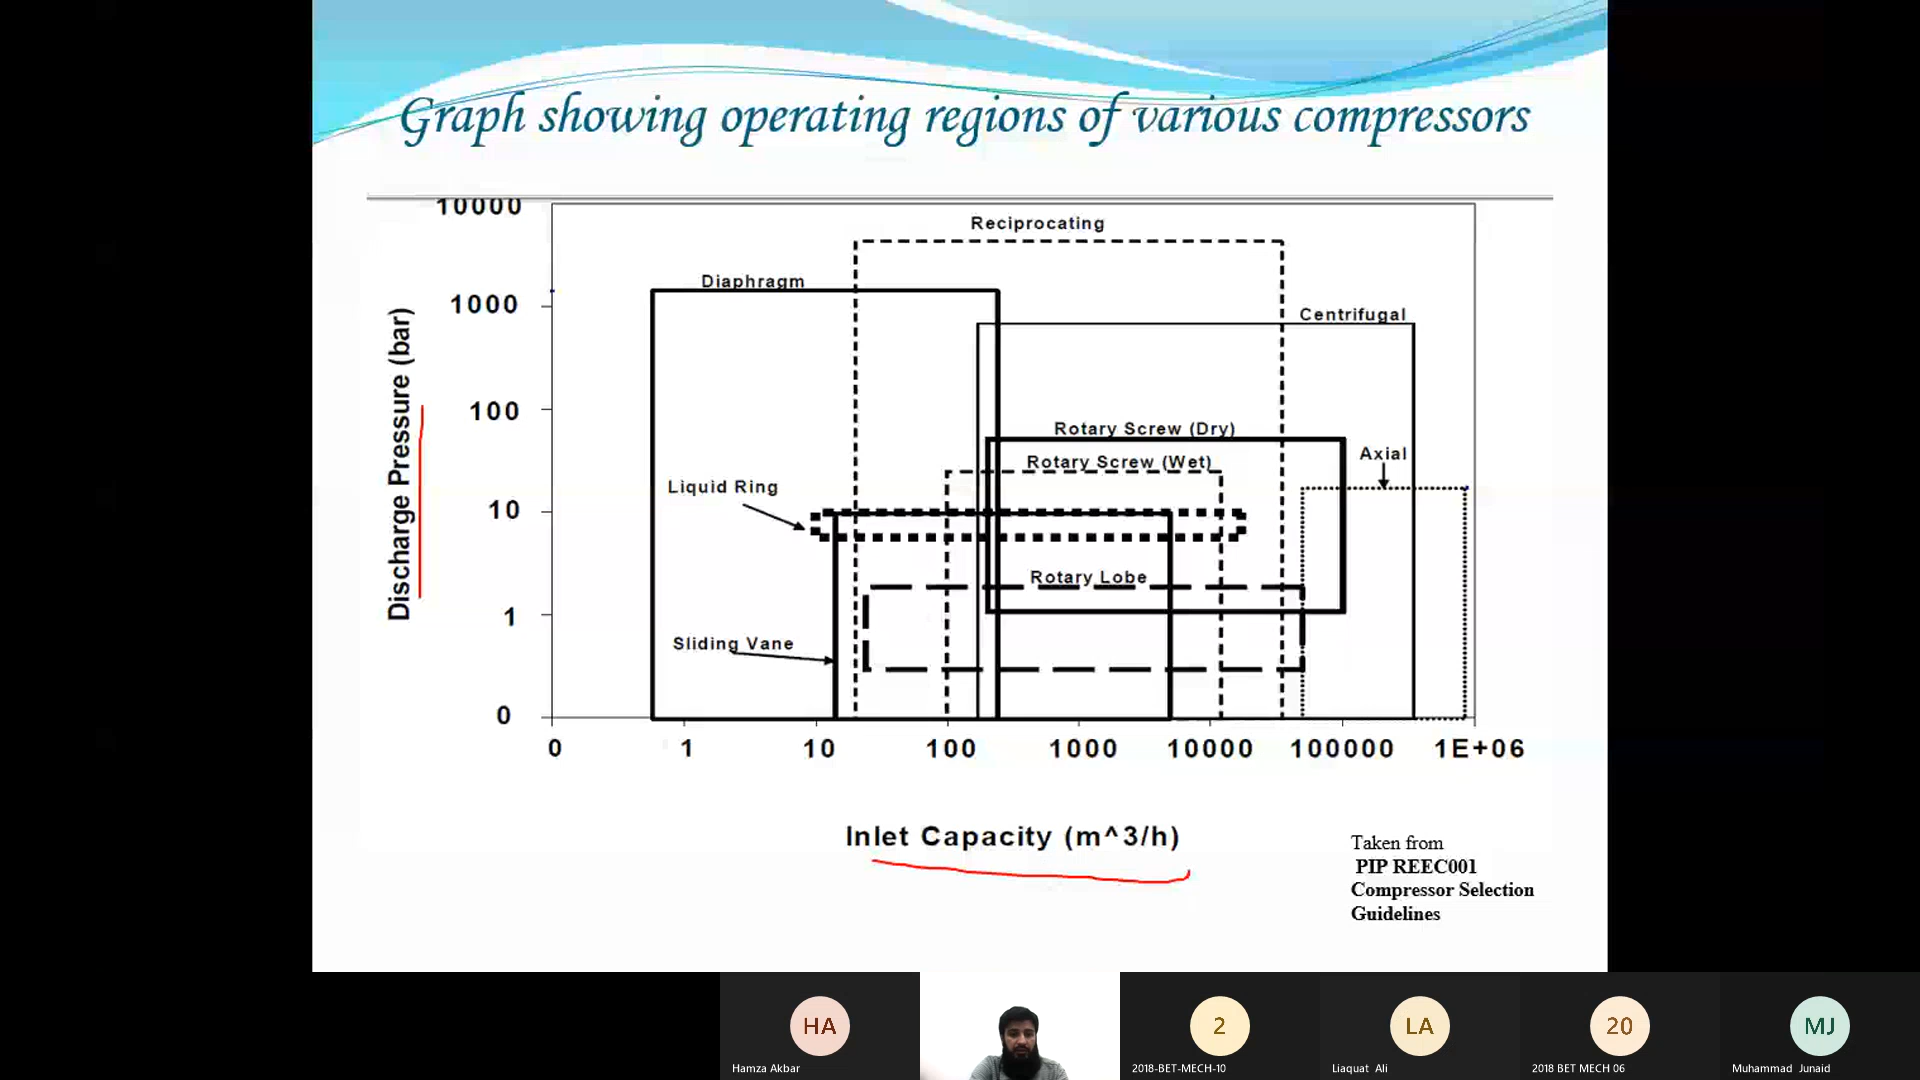 Graph showing operating regions of various compressors
10000
Reciprocating
Diaphragm
1000
Centrifugal
Discharge Pressure (bar)
100
Rotary Screw (Dry)
Axial
Rotary Screw (Wet)
Liquid Ring
10
Rotary Lobe
1
Sliding Vane
0
0 1 10 100 1000 10000 100000 1E+06
Inlet Capacity (m^3/h)
Taken from
PIP REEC001
Compressor Selection
Guidelines
HA
2
LA
20
MJ
Hamza Akbar
2018-BET-MECH-10
Liaquat Ali
2018 BET MECH 06
Muhammad Junaid